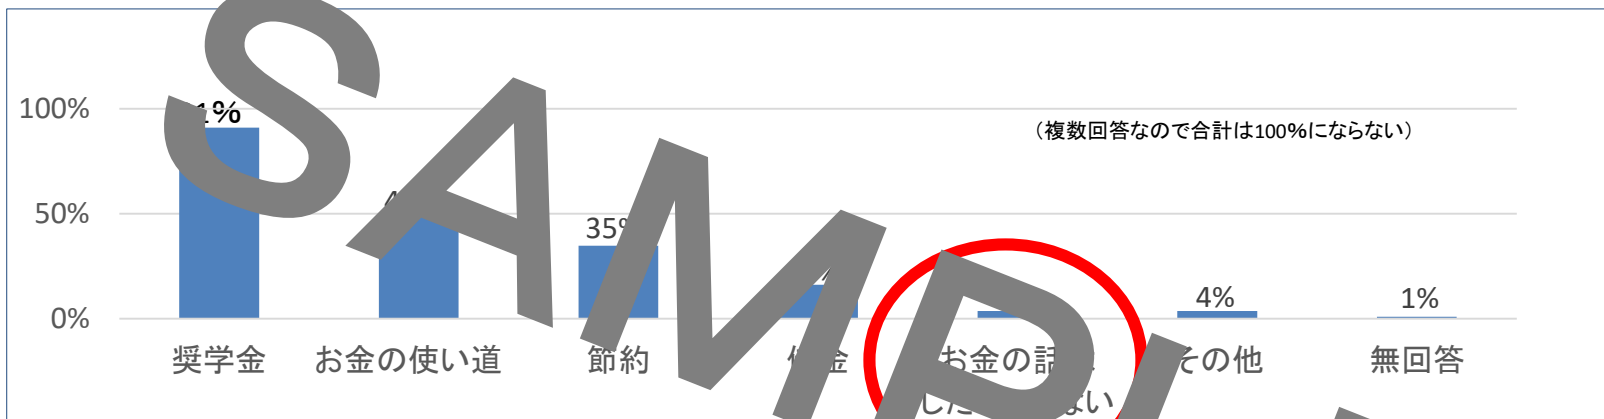 100%
50%
0%
（複数回答なので合計は100%にならない）
35%
4%
1%
奨学金
お金の使い道
節約
お金の話
その他
無回答
SAMPL